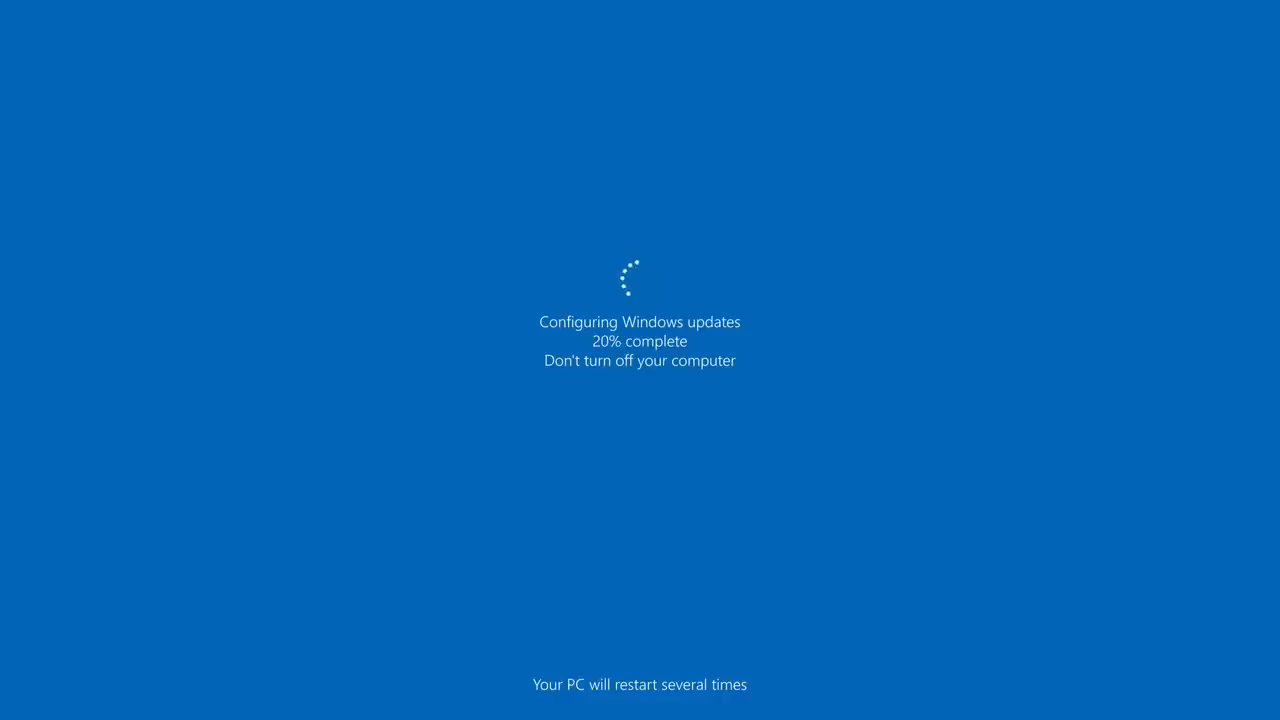 Configuring Windows updates
20% complete
Don't turn off your computer
Your PC will restart several times